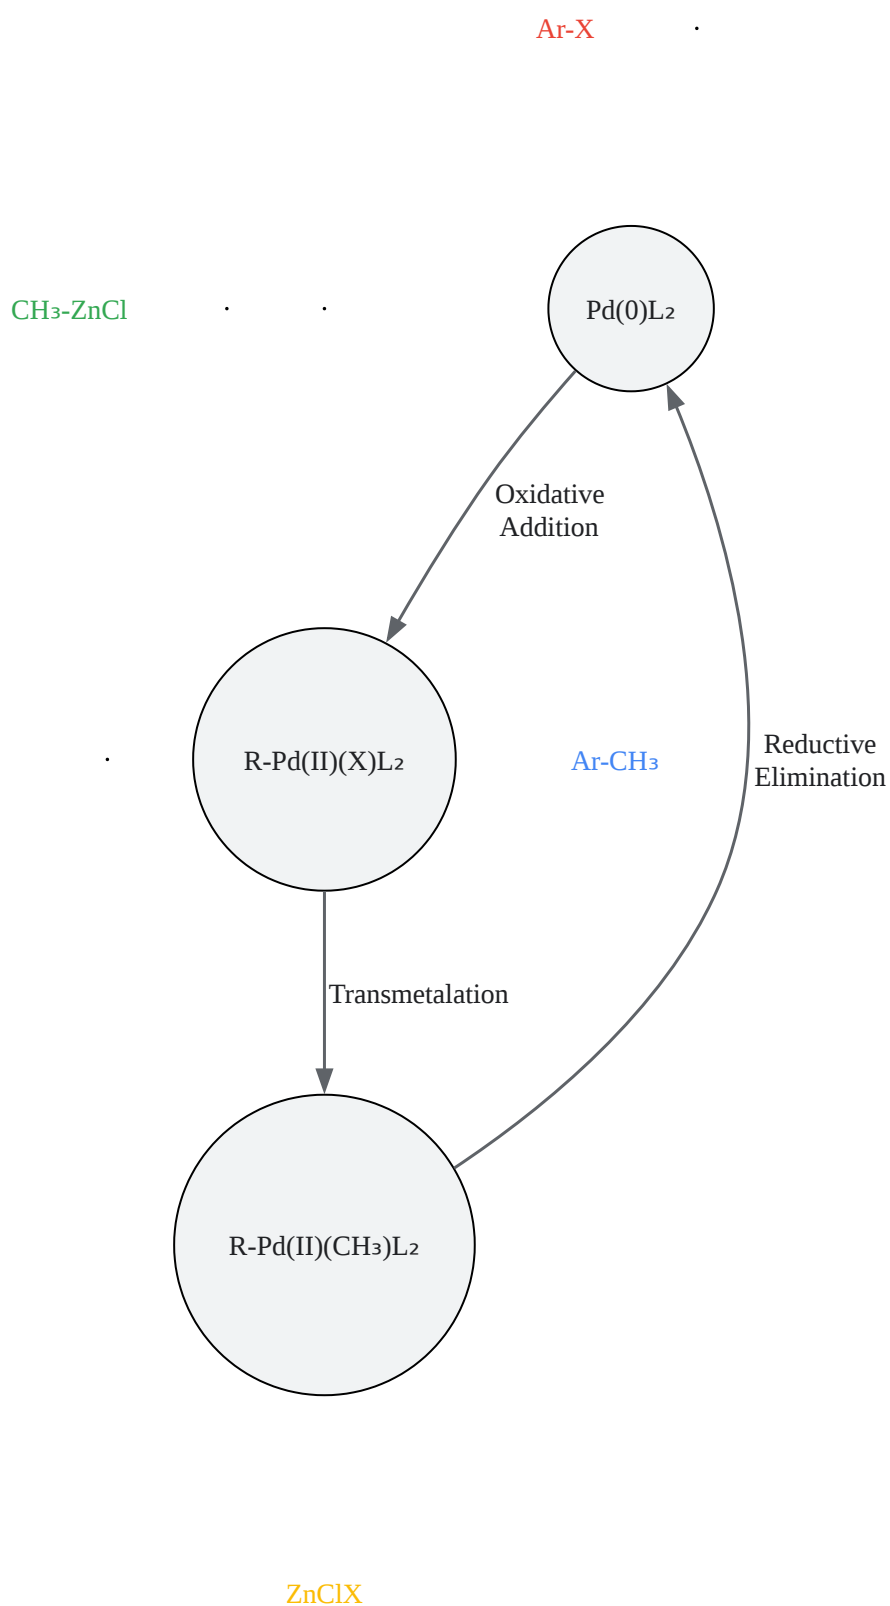 Ar-X
CH₃-ZnCl
Pd(0)L₂
Oxidative
Addition
R-Pd(II)(X)L₂
Ar-CH₃
Reductive
Elimination
Transmetalation
R-Pd(II)(CH₃)L₂
ZnClX